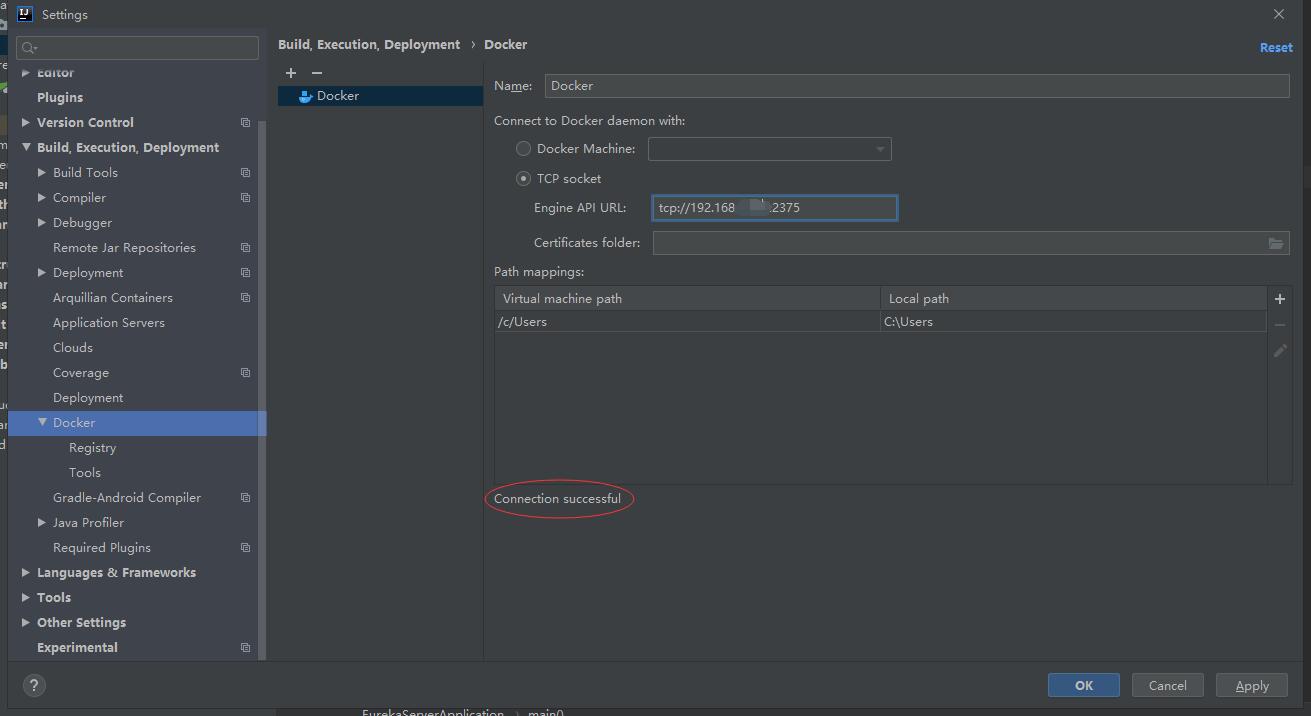 IJ
Settings
Editor
Plugins
Version Control
Build, Execution, Deployment
Build Tools
Compiler
Debugger
Remote Jar Repositories
Deployment
Arquillian Containers
Application Servers
Clouds
Coverage
Deployment
Docker
Registry
Tools
Gradle-Android Compiler
Java Profiler
Required Plugins
Languages & Frameworks
Tools
Other Settings
Experimental
?
Build, Execution, Deployment › Docker
Reset
Docker
Name: Docker
Connect to Docker daemon with:
Docker Machine:
TCP socket
Engine API URL: tcp://192.168 :2375
Certificates folder:
Path mappings:
Virtual machine path Local path
/c/Users C:\Users
Connection successful
OK Cancel Apply
EurekaServerApplication › main()